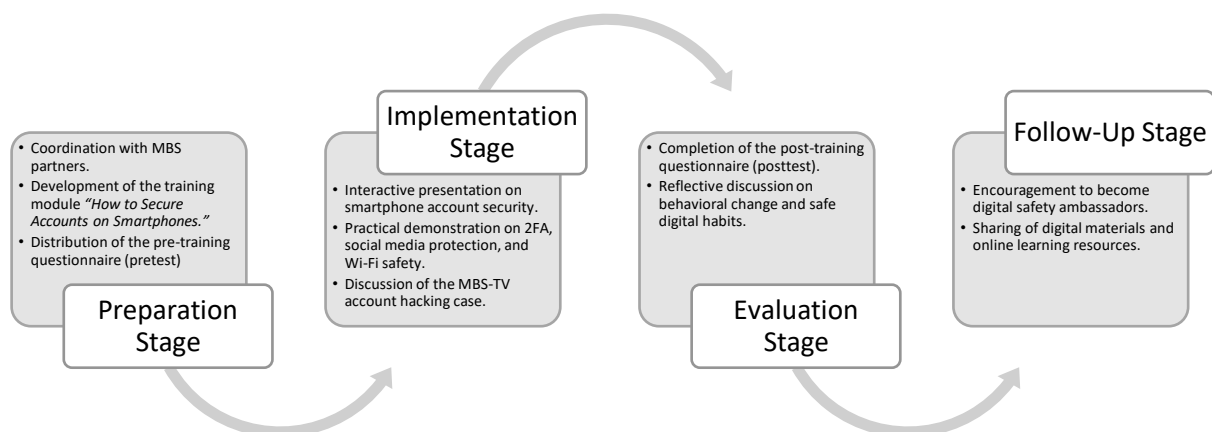 • Coordination with MBS
partners.
• Development of the training
module “How to Secure
Accounts on Smartphones.”
• Distribution of the pre-training
questionnaire (pretest)
Preparation
Stage
Implementation
Stage
• Interactive presentation on
smartphone account security.
• Practical demonstration on 2FA,
social media protection, and
Wi-Fi safety.
• Discussion of the MBS-TV
account hacking case.
• Completion of the post-training
questionnaire (posttest).
• Reflective discussion on
behavioral change and safe
digital habits.
Evaluation
Stage
Follow-Up Stage
• Encouragement to become
digital safety ambassadors.
• Sharing of digital materials and
online learning resources.